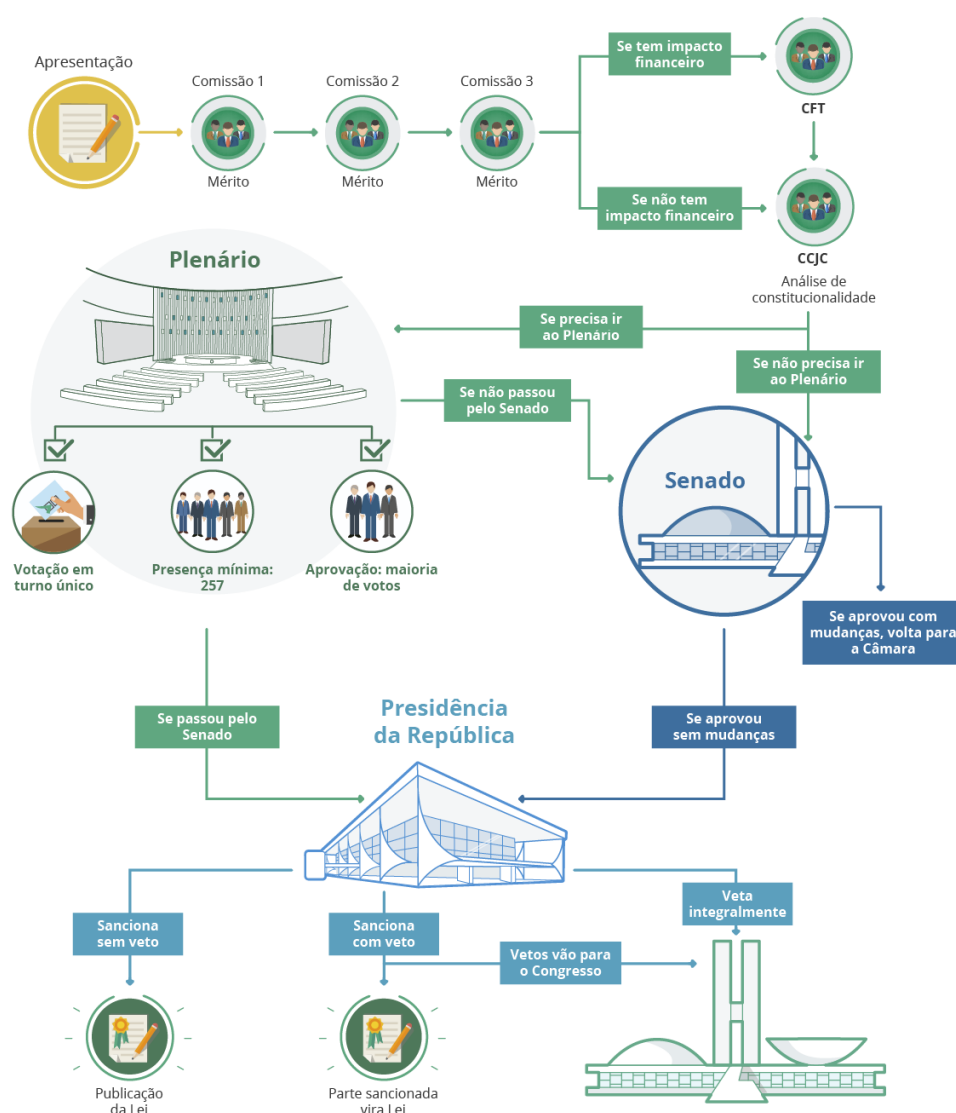 Apresentação
Comissão 1
Mérito
Comissão 2
Mérito
Comissão 3
Mérito
Se tem impacto
financeiro
CFT
Se não tem
impacto financeiro
CCJC
Análise de
constitucionalidade
Plenário
Se precisa ir
ao Plenário
Se não precisa ir
ao Plenário
Se não passou
pelo Senado
Senado
Votação em
turno único
Presença mínima:
257
Aprovação: maioria
de votos
Se aprovou com
mudanças, volta para
a Câmara
Se passou pelo
Senado
Presidência
da República
Se aprovou
sem mudanças
Sanciona
sem veto
Sanciona
com veto
Veta
integralmente
Vetos vão para
o Congresso
Publicação
da Lei
Parte sancionada
vira Lei